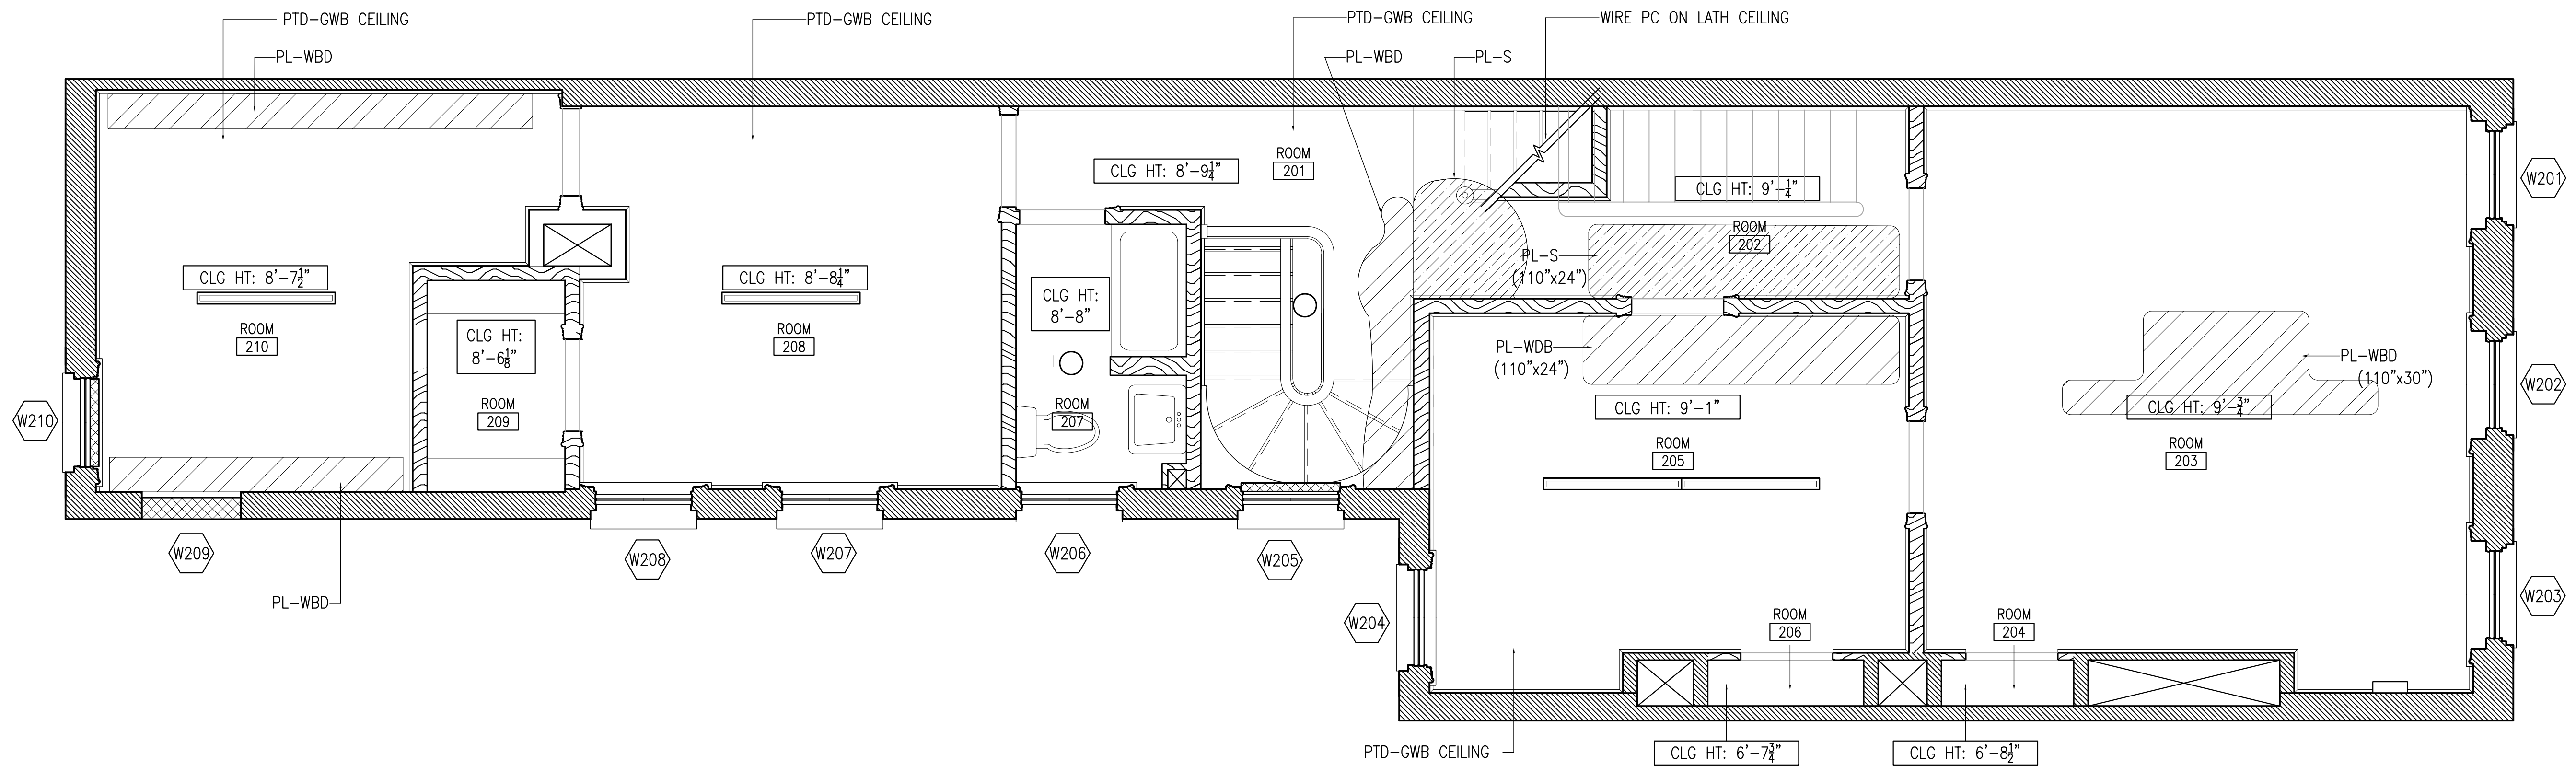 PTD-GWB CEILING
PTD-GWB CEILING
PTD-GWB CEILING
WIRE PC ON LATH CEILING
PL-WBD
PL-WBD
PL-S
CLG HT: 8'-9¼"
ROOM
201
CLG HT: 9'-¼"
W201
ROOM
202
PL-S
(110"x24")
CLG HT: 8'-7½"
CLG HT: 8'-8¼"
CLG HT:
8'-8"
ROOM
210
CLG HT:
8'-6⅛"
ROOM
208
PL-WDB
(110"x24")
PL-WBD
(110"x30")
W202
ROOM
209
ROOM
207
CLG HT: 9'-1"
CLG HT: 9'-¾"
W210
ROOM
205
ROOM
203
W209
W208
W207
W206
W205
PL-WBD
W204
ROOM
206
ROOM
204
W203
PTD-GWB CEILING
CLG HT: 6'-7¾"
CLG HT: 6'-8½"